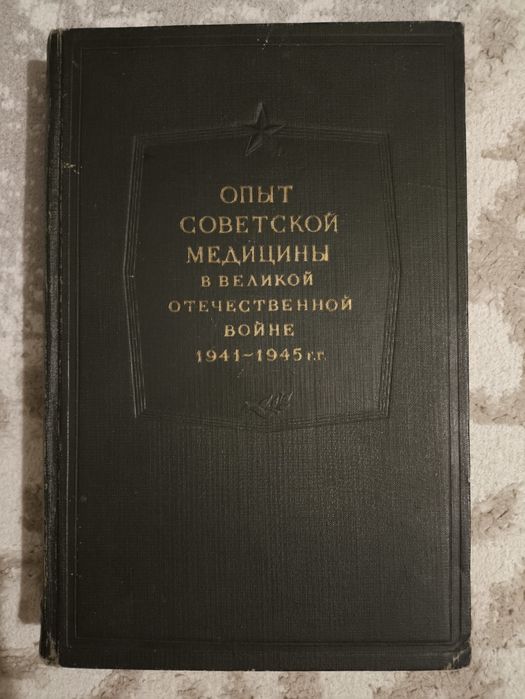 ОПЫТ
СОВЕТСКОЙ
МЕДИЦИНЫ
В ВЕЛИКОЙ
ОТЕЧЕСТВЕННОЙ
ВОЙНЕ
1941-1945 г.г.